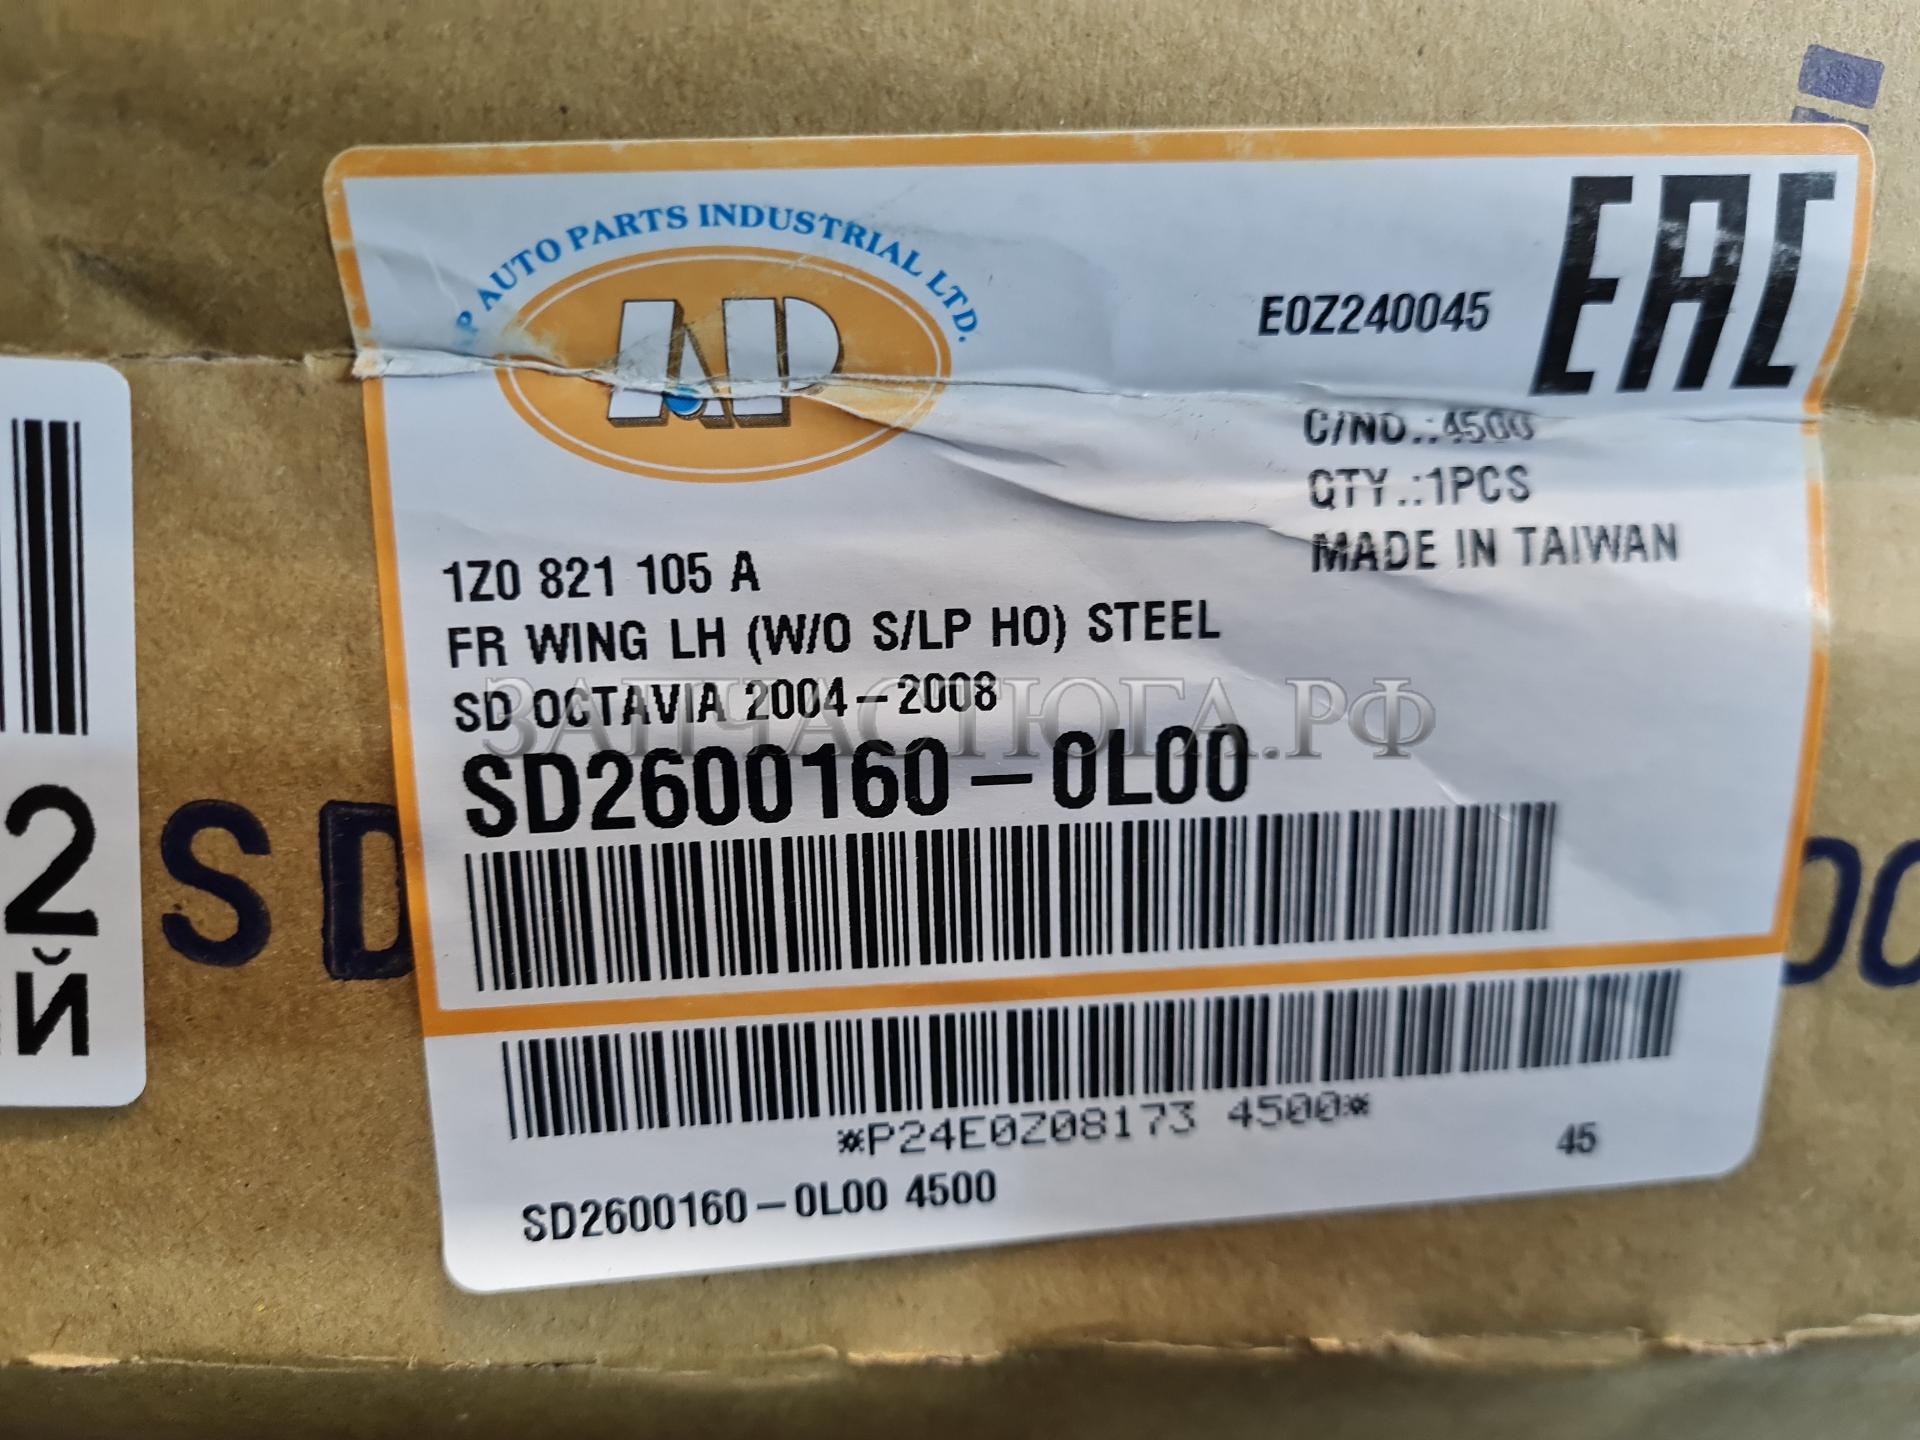 AP AUTO PARTS INDUSTRIAL LTD.
AP
E0Z240045
EAC
C/NO.:4500
QTY.:1PCS
MADE IN TAIWAN
1Z0 821 105 A
FR WING LH (W/O S/LP HO) STEEL
SD OCTAVIA 2004-2008
ЗАПЧАСТЮГА.РФ
SD2600160-0L00
2
Й
SD
00
*P24E0Z08173 4500*
45
SD2600160-0L00 4500